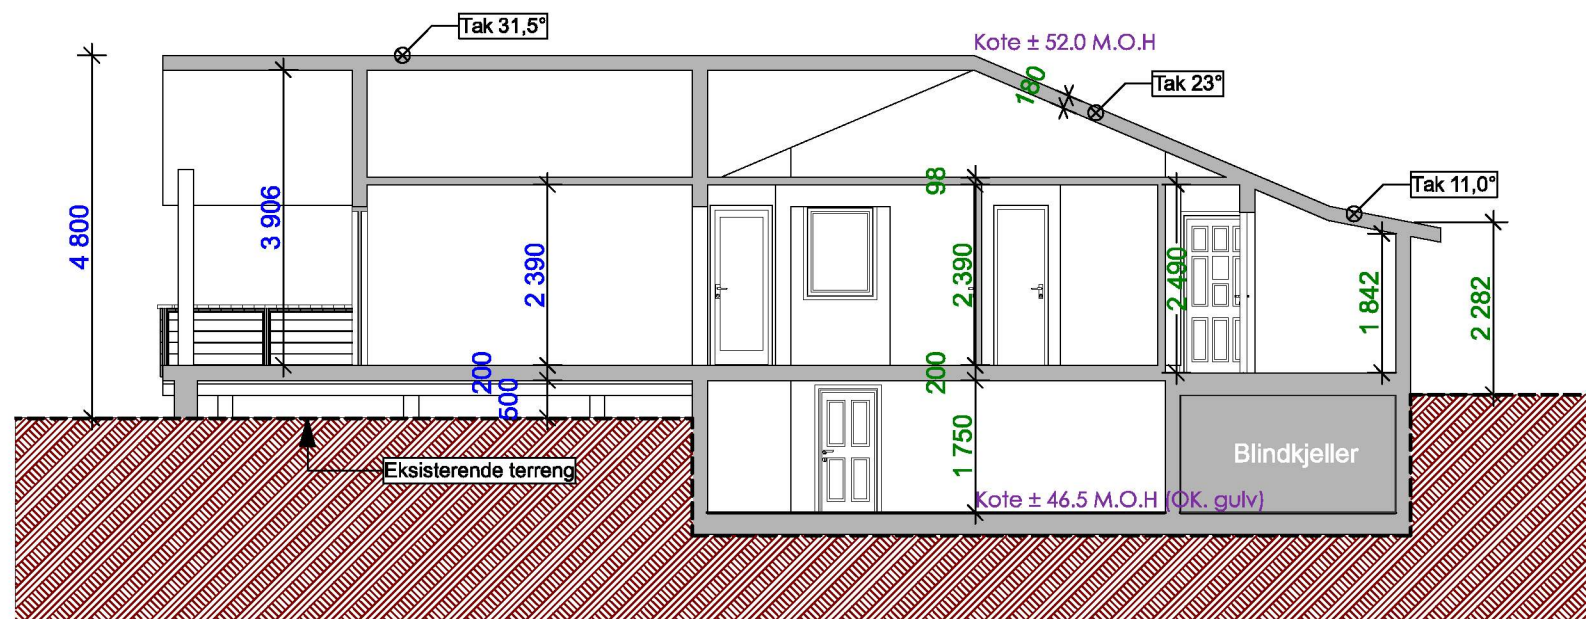 Tak 31,5°
Kote ± 52.0 M.O.H
180
Tak 23°
Tak 11,0°
4 800
3 906
2 390
98
2 390
2 490
1 842
2 282
200
500
200
1 750
Eksisterende terreng
Blindkjeller
Kote ± 46.5 M.O.H (OK. gulv)